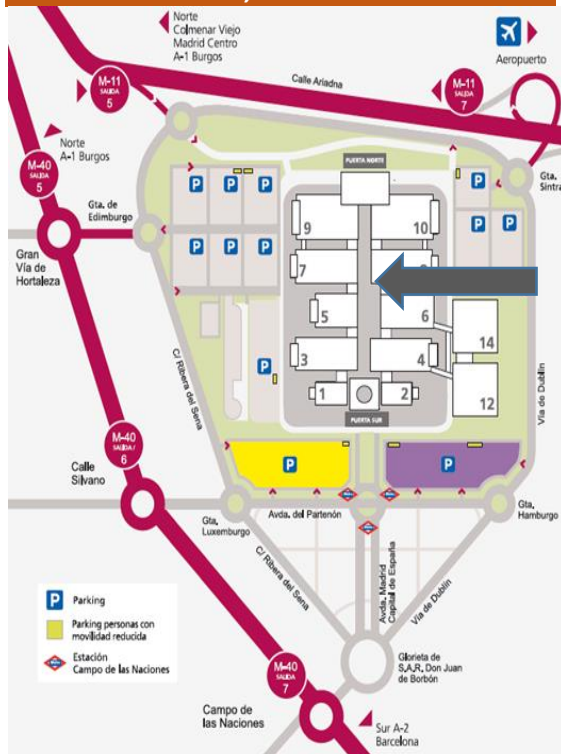 Norte
Colmenar Viejo
Madrid Centro
A-1 Burgos
Aeropuerto
M-11
SALIDA
5
Calle Ariadna
M-11
SALIDA
7
Norte
A-1 Burgos
M-40
SALIDA
5
Gta. de
Edimburgo
Gran
Vía de
Hortaleza
PUERTA NORTE
Gta.
Sintra
P
P
P
P
P
P
P
P
P
P
9
10
7
5
6
3
4
1
2
14
12
PUERTA SUR
C/ Ribera del Sena
Vía de Dublín
M-40
SALIDA/
6
Calle
Silvano
P
P
Gta.
Luxemburgo
Avda. del Partenón
Gta.
Hamburgo
C/ Ribera del Sena
Avda. Madrid
Capital de España
Vía de Dublín
P Parking
Parking personas con
movilidad reducida
Estación
Campo de las Naciones
Glorieta de
S.A.R. Don Juan
de Borbón
M-40
SALIDA
7
Campo de
las Naciones
Sur A-2
Barcelona